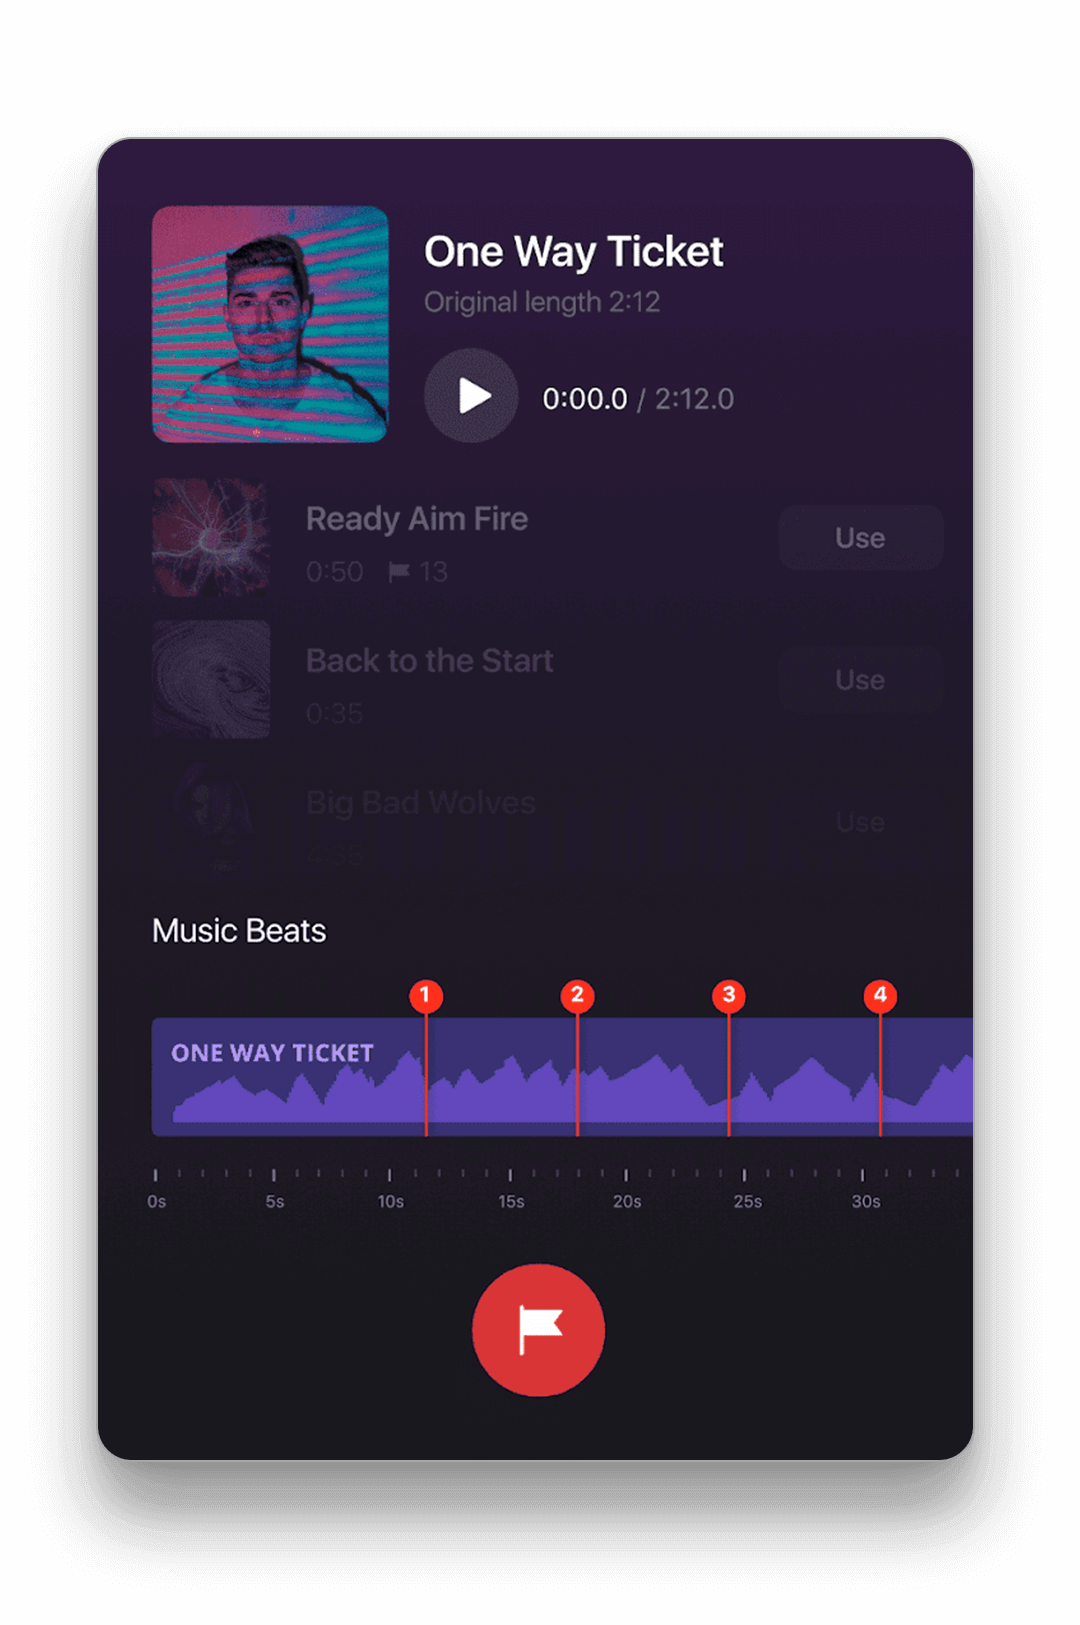 One Way Ticket
Original length 2:12
0:00.0 / 2:12.0
Ready Aim Fire
0:50 13
Use
Back to the Start
0:35
Use
Big Bad Wolves
4:35
Use
Music Beats
1 2 3 4
ONE WAY TICKET
0s 5s 10s 15s 20s 25s 30s